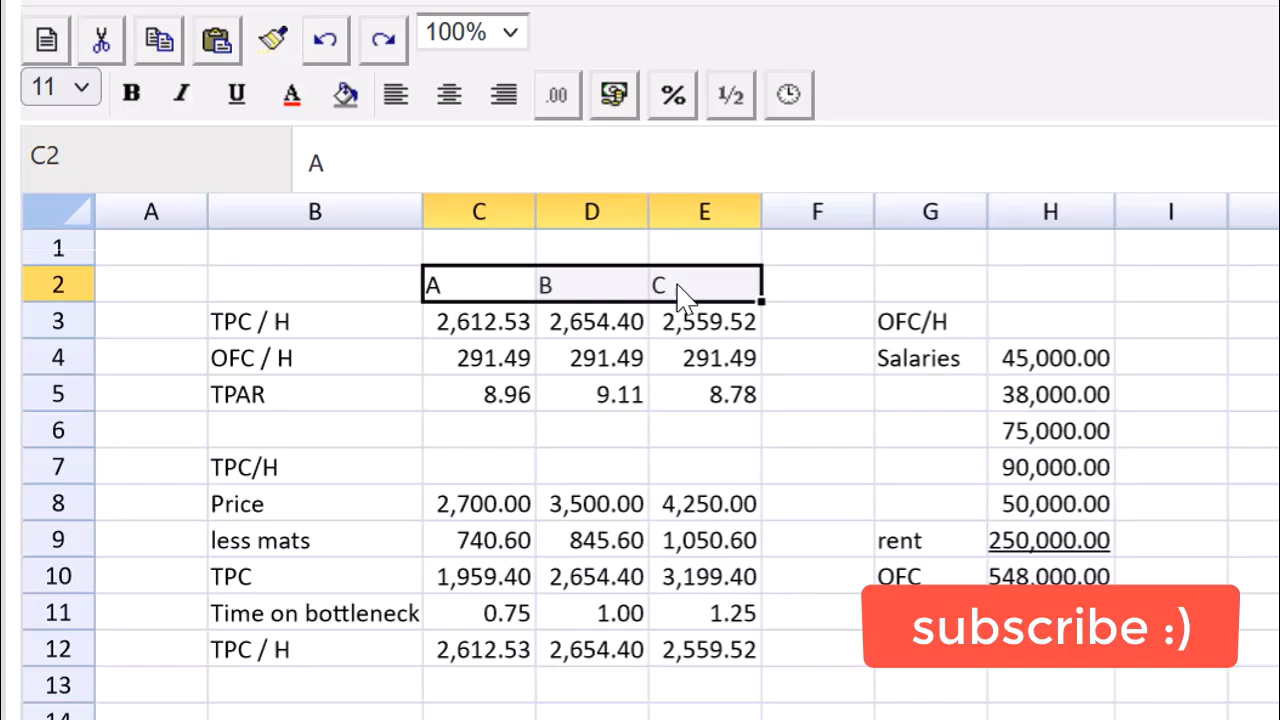 100%
11 B I U A .00 % 1/2
C2 A
A B C D E F G H I
1
2 A B C
3 TPC / H 2,612.53 2,654.40 2,559.52 OFC/H
4 OFC / H 291.49 291.49 291.49 Salaries 45,000.00
5 TPAR 8.96 9.11 8.78 38,000.00
6 75,000.00
7 TPC/H 90,000.00
8 Price 2,700.00 3,500.00 4,250.00 50,000.00
9 less mats 740.60 845.60 1,050.60 rent 250,000.00
10 TPC 1,959.40 2,654.40 3,199.40 OFC 548,000.00
11 Time on bottleneck 0.75 1.00 1.25
subscribe :)
12 TPC / H 2,612.53 2,654.40 2,559.52
13
14